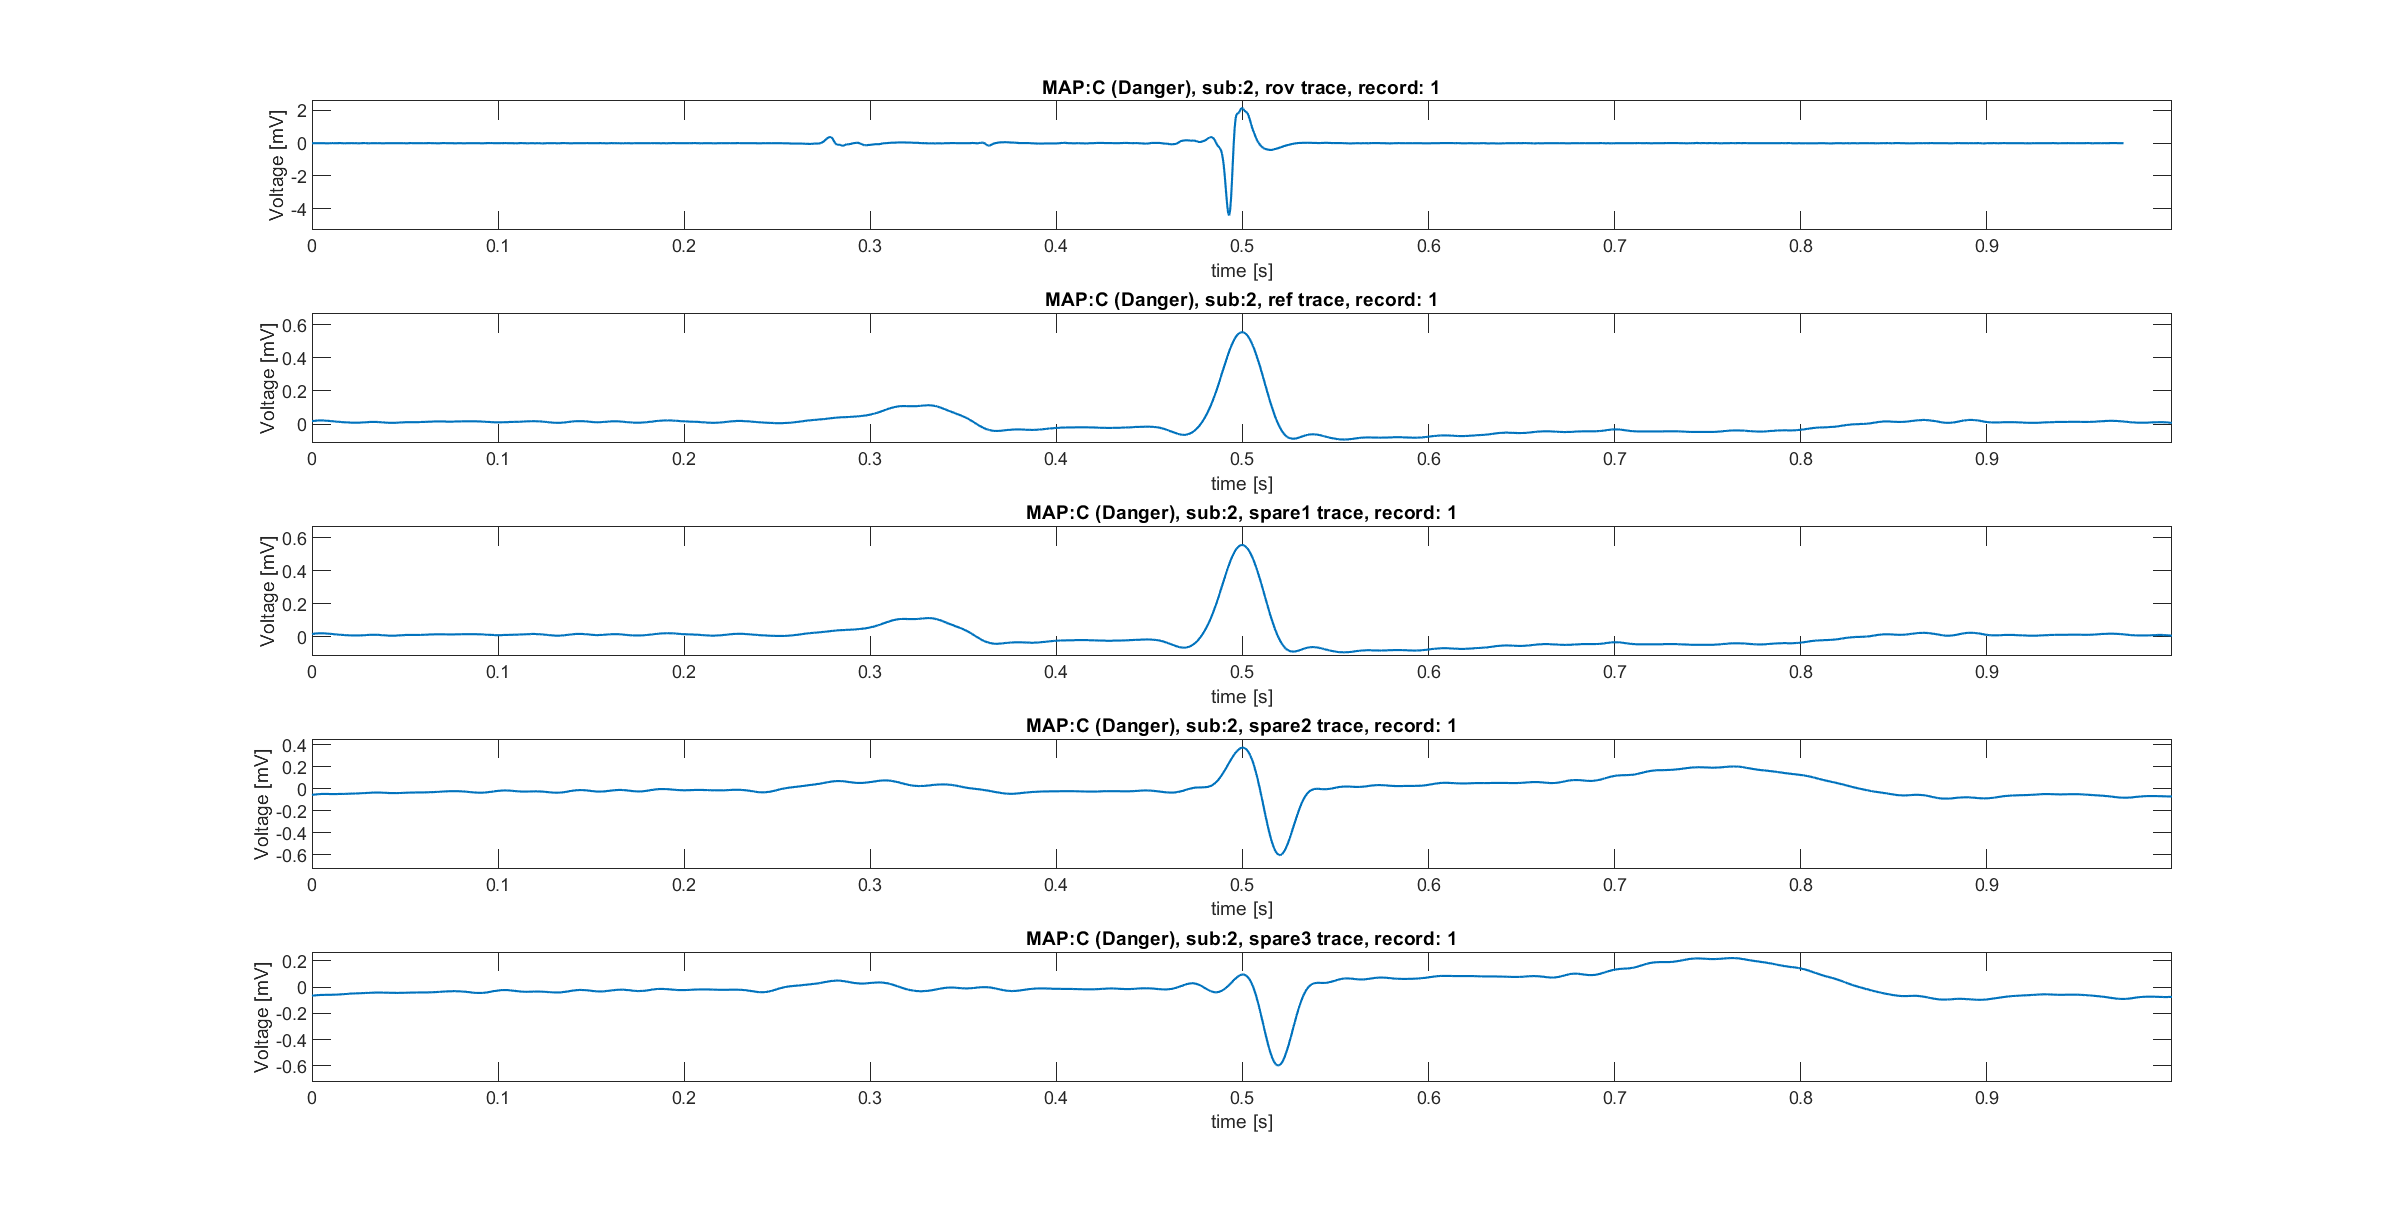 MAP:C (Danger), sub:2, rov trace, record: 1
Voltage [mV]
2
0
-2
-4
0 0.1 0.2 0.3 0.4 0.5 0.6 0.7 0.8 0.9
time [s]
MAP:C (Danger), sub:2, ref trace, record: 1
Voltage [mV]
0.6
0.4
0.2
0
0 0.1 0.2 0.3 0.4 0.5 0.6 0.7 0.8 0.9
time [s]
MAP:C (Danger), sub:2, spare1 trace, record: 1
Voltage [mV]
0.6
0.4
0.2
0
0 0.1 0.2 0.3 0.4 0.5 0.6 0.7 0.8 0.9
time [s]
MAP:C (Danger), sub:2, spare2 trace, record: 1
Voltage [mV]
0.4
0.2
0
-0.2
-0.4
-0.6
0 0.1 0.2 0.3 0.4 0.5 0.6 0.7 0.8 0.9
time [s]
MAP:C (Danger), sub:2, spare3 trace, record: 1
Voltage [mV]
0.2
0
-0.2
-0.4
-0.6
0 0.1 0.2 0.3 0.4 0.5 0.6 0.7 0.8 0.9
time [s]